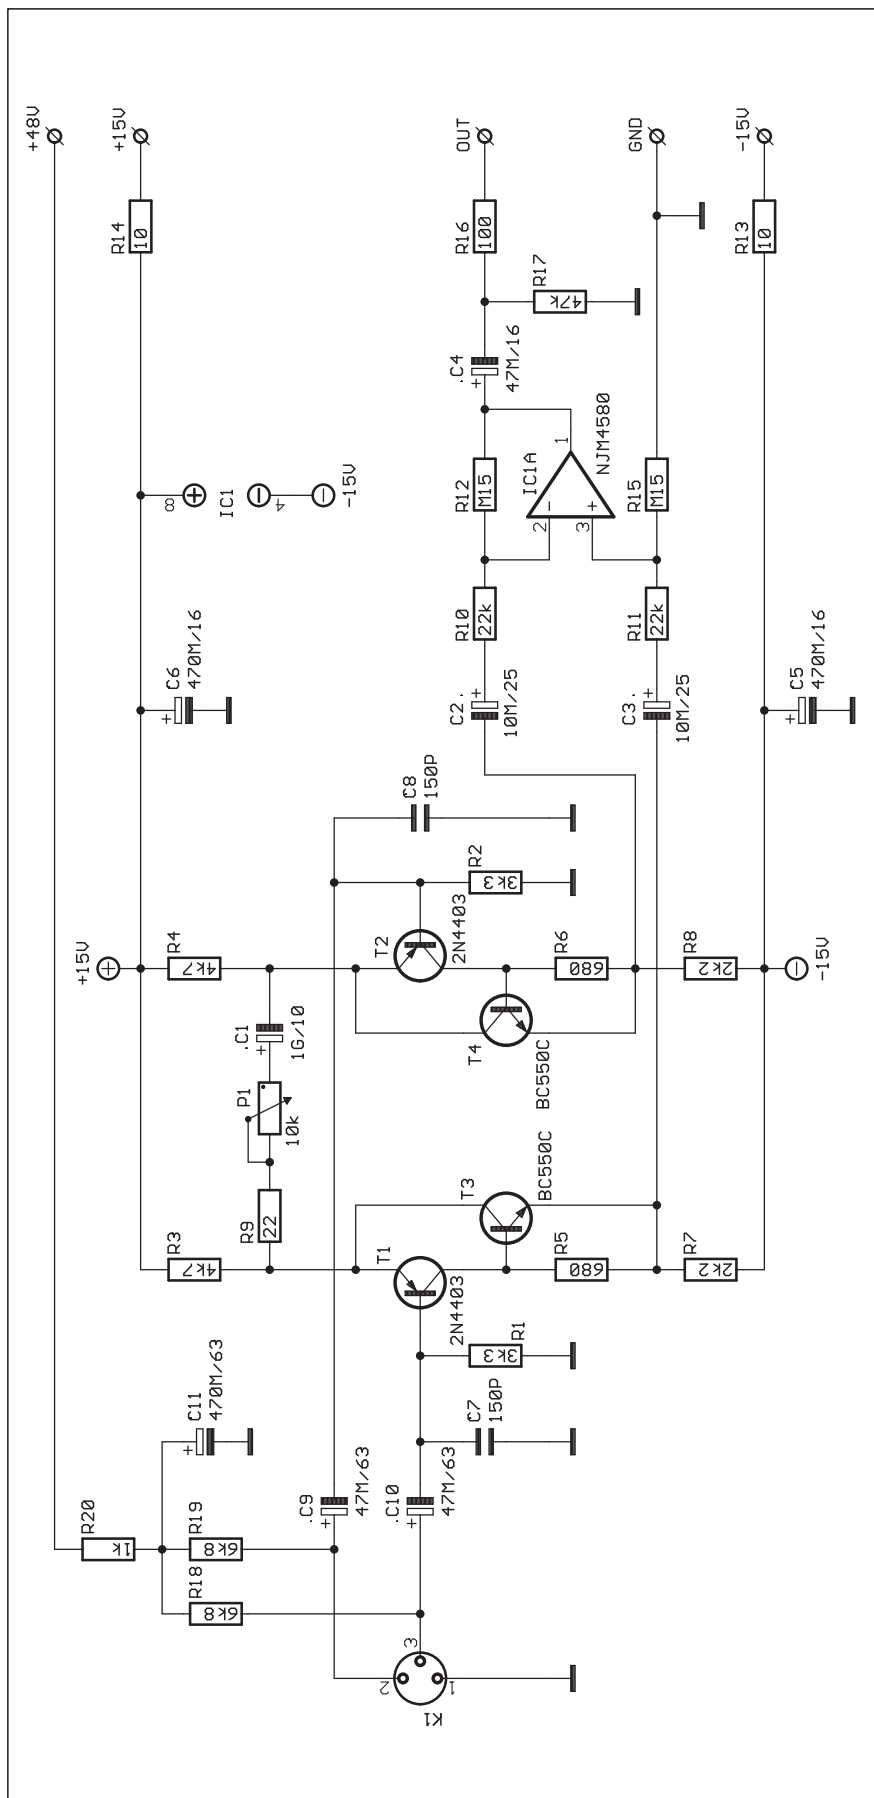 +48V
+15V
OUT
GND
-15V
R14
10
R16
100
R17
47k
R13
10
.C4
+
47M/16
8
IC1
4
-15V
R12
M15
IC1A
NJM4580
1
2
-
3
+
R15
M15
R10
22k
R11
22k
C6
470M/16
+
C2.
+
10M/25
C3.
+
10M/25
C5
470M/16
+
C8
150P
R2
3k3
+15V
R4
4k7
T2
2N4403
R6
680
R8
2k2
-15V
.C1
+
1G/10
T4
BC550C
P1
10k
R9
22
T3
BC550C
R3
4k7
T1
2N4403
R5
680
R7
2k2
R1
3k3
C11
470M/63
+
C7
150P
.C9
+
47M/63
.C10
+
47M/63
R20
1k
R19
6k8
R18
6k8
3
2
1
K1